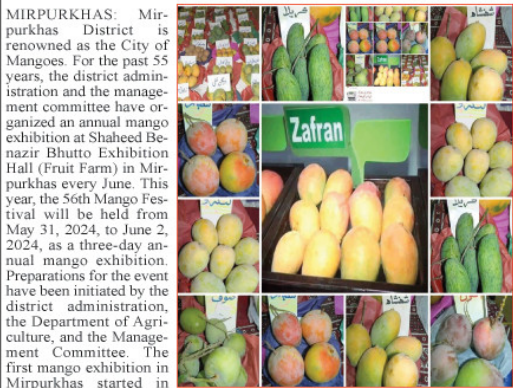 MIRPURKHAS: Mir-
purkhas District is
renowned as the City of
Mangoes. For the past 55
years, the district admin-
istration and the manage-
ment committee have or-
ganized an annual mango
exhibition at Shaheed Be-
nazir Bhutto Exhibition
Hall (Fruit Farm) in Mir-
purkhas every June. This
year, the 56th Mango Fes-
tival will be held from
May 31, 2024, to June 2,
2024, as a three-day an-
nual mango exhibition.
Preparations for the event
have been initiated by the
district administration,
the Department of Agri-
culture, and the Manage-
ment Committee. The
first mango exhibition in
Mirpurkhas started in
Zafran